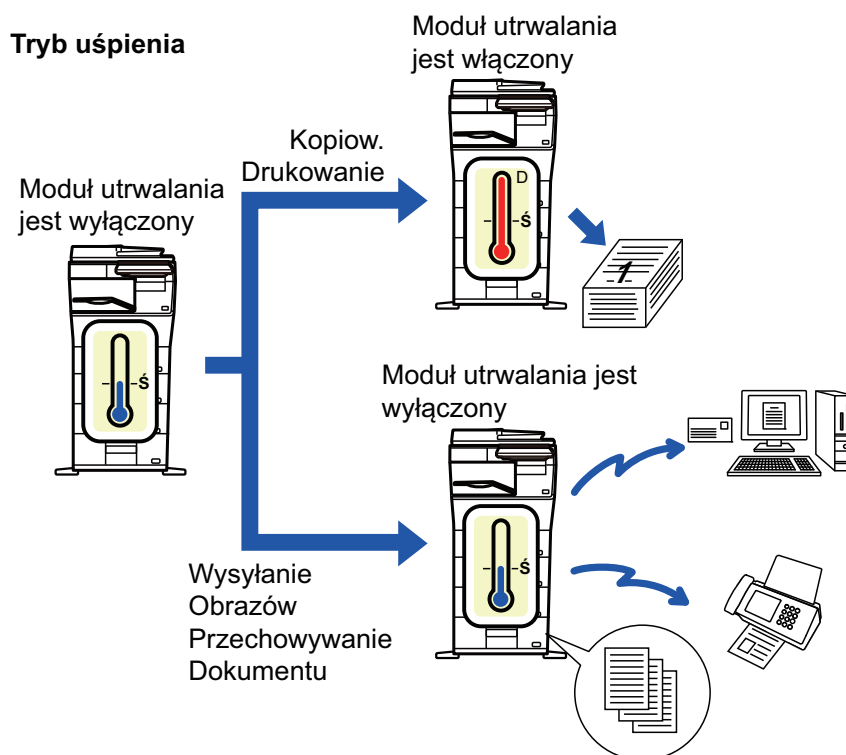 Tryb uśpienia
Moduł utrwalania
jest włączony
Kopiow.
Drukowanie
Moduł utrwalania
jest wyłączony
D
Ś
1
Ś
Moduł utrwalania jest
wyłączony
Ś
Wysyłanie
Obrazów
Przechowywanie
Dokumentu